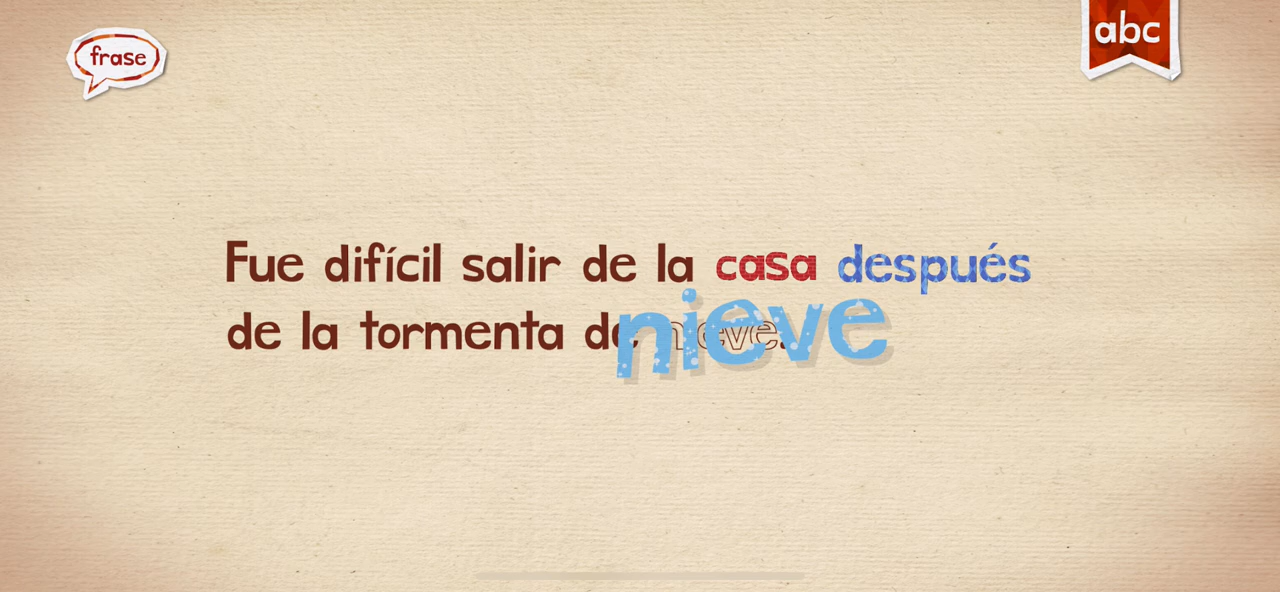 frase
abc
Fue difícil salir de la casa después
de la tormenta de nieve.
nieve